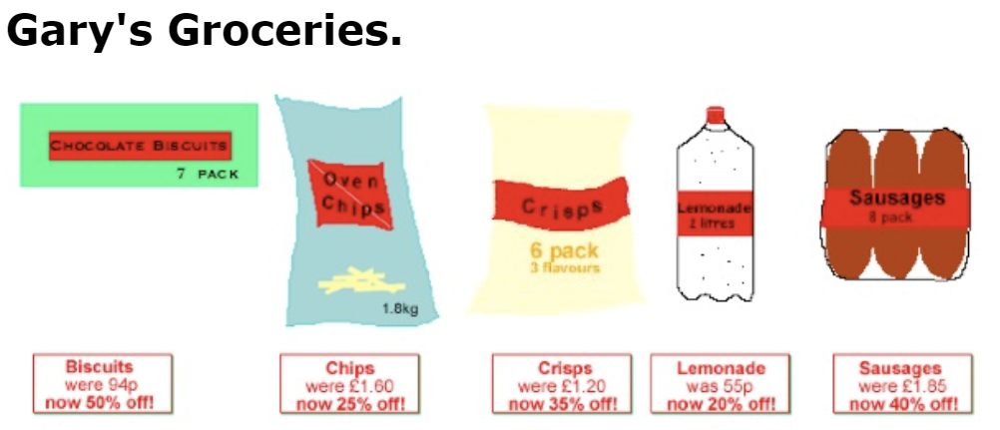 Gary's Groceries.
CHOCOLATE BISCUITS
7 PACK
Oven
Chips
1.8kg
Crisps
6 pack
3 flavours
Lemonade
2 litres
Sausages
8 pack
Biscuits
were 94p
now 50% off!
Chips
were £1.60
now 25% off!
Crisps
were £1.20
now 35% off!
Lemonade
was 55p
now 20% off!
Sausages
were £1.85
now 40% off!